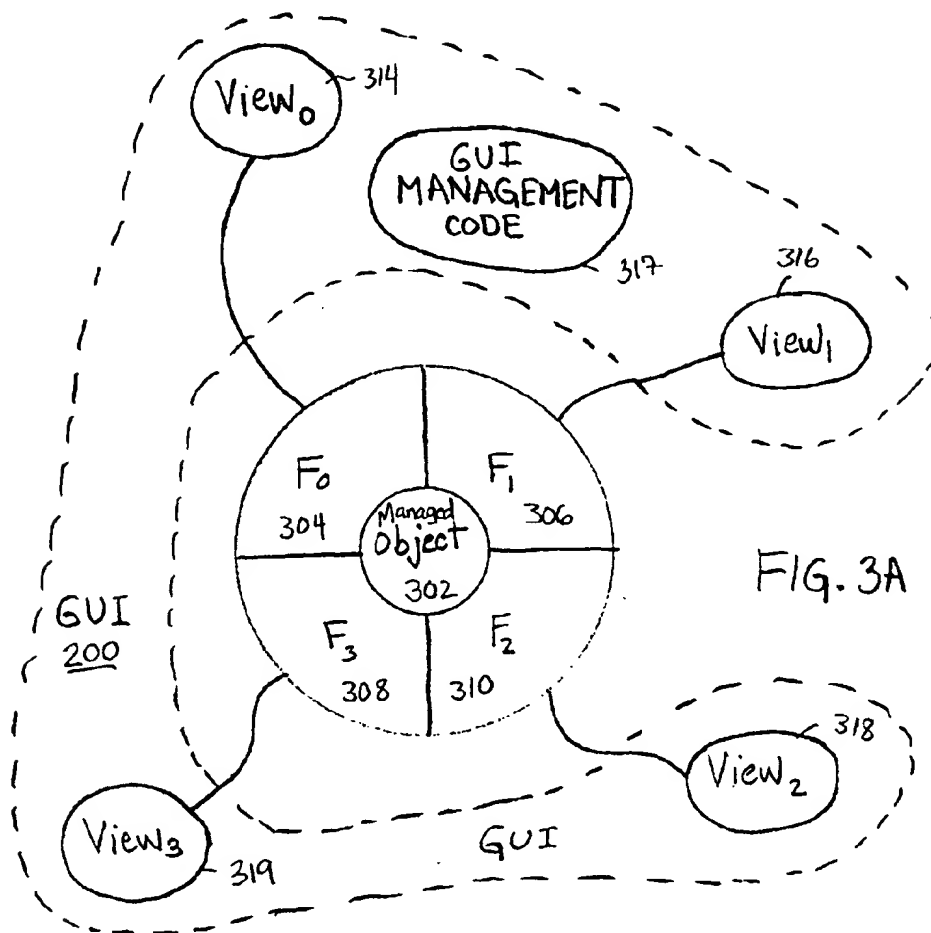 View₀
314
GUI
MANAGEMENT
CODE
317
316
View₁
F₀
304
F₁
306
Managed
Object
302
FIG. 3A
GUI
200
F₃
308
F₂
310
318
View₂
View₃
319
GUI